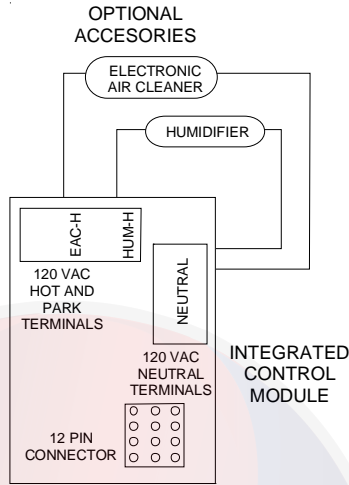 OPTIONAL
ACCESORIES
ELECTRONIC
AIR CLEANER
HUMIDIFIER
EAC-H
HUM-H
120 VAC
HOT AND
PARK
TERMINALS
NEUTRAL
120 VAC
NEUTRAL
TERMINALS
INTEGRATED
CONTROL
MODULE
12 PIN
CONNECTOR